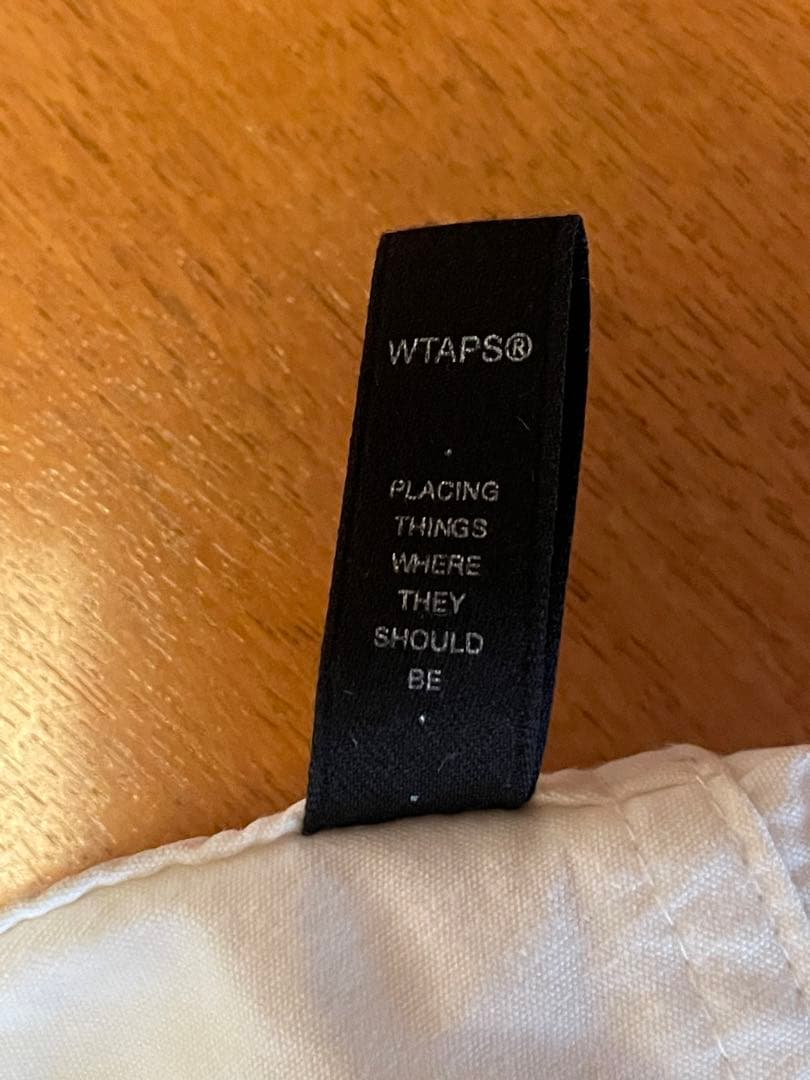 WTAPS®
PLACING
THINGS
WHERE
THEY
SHOULD
BE